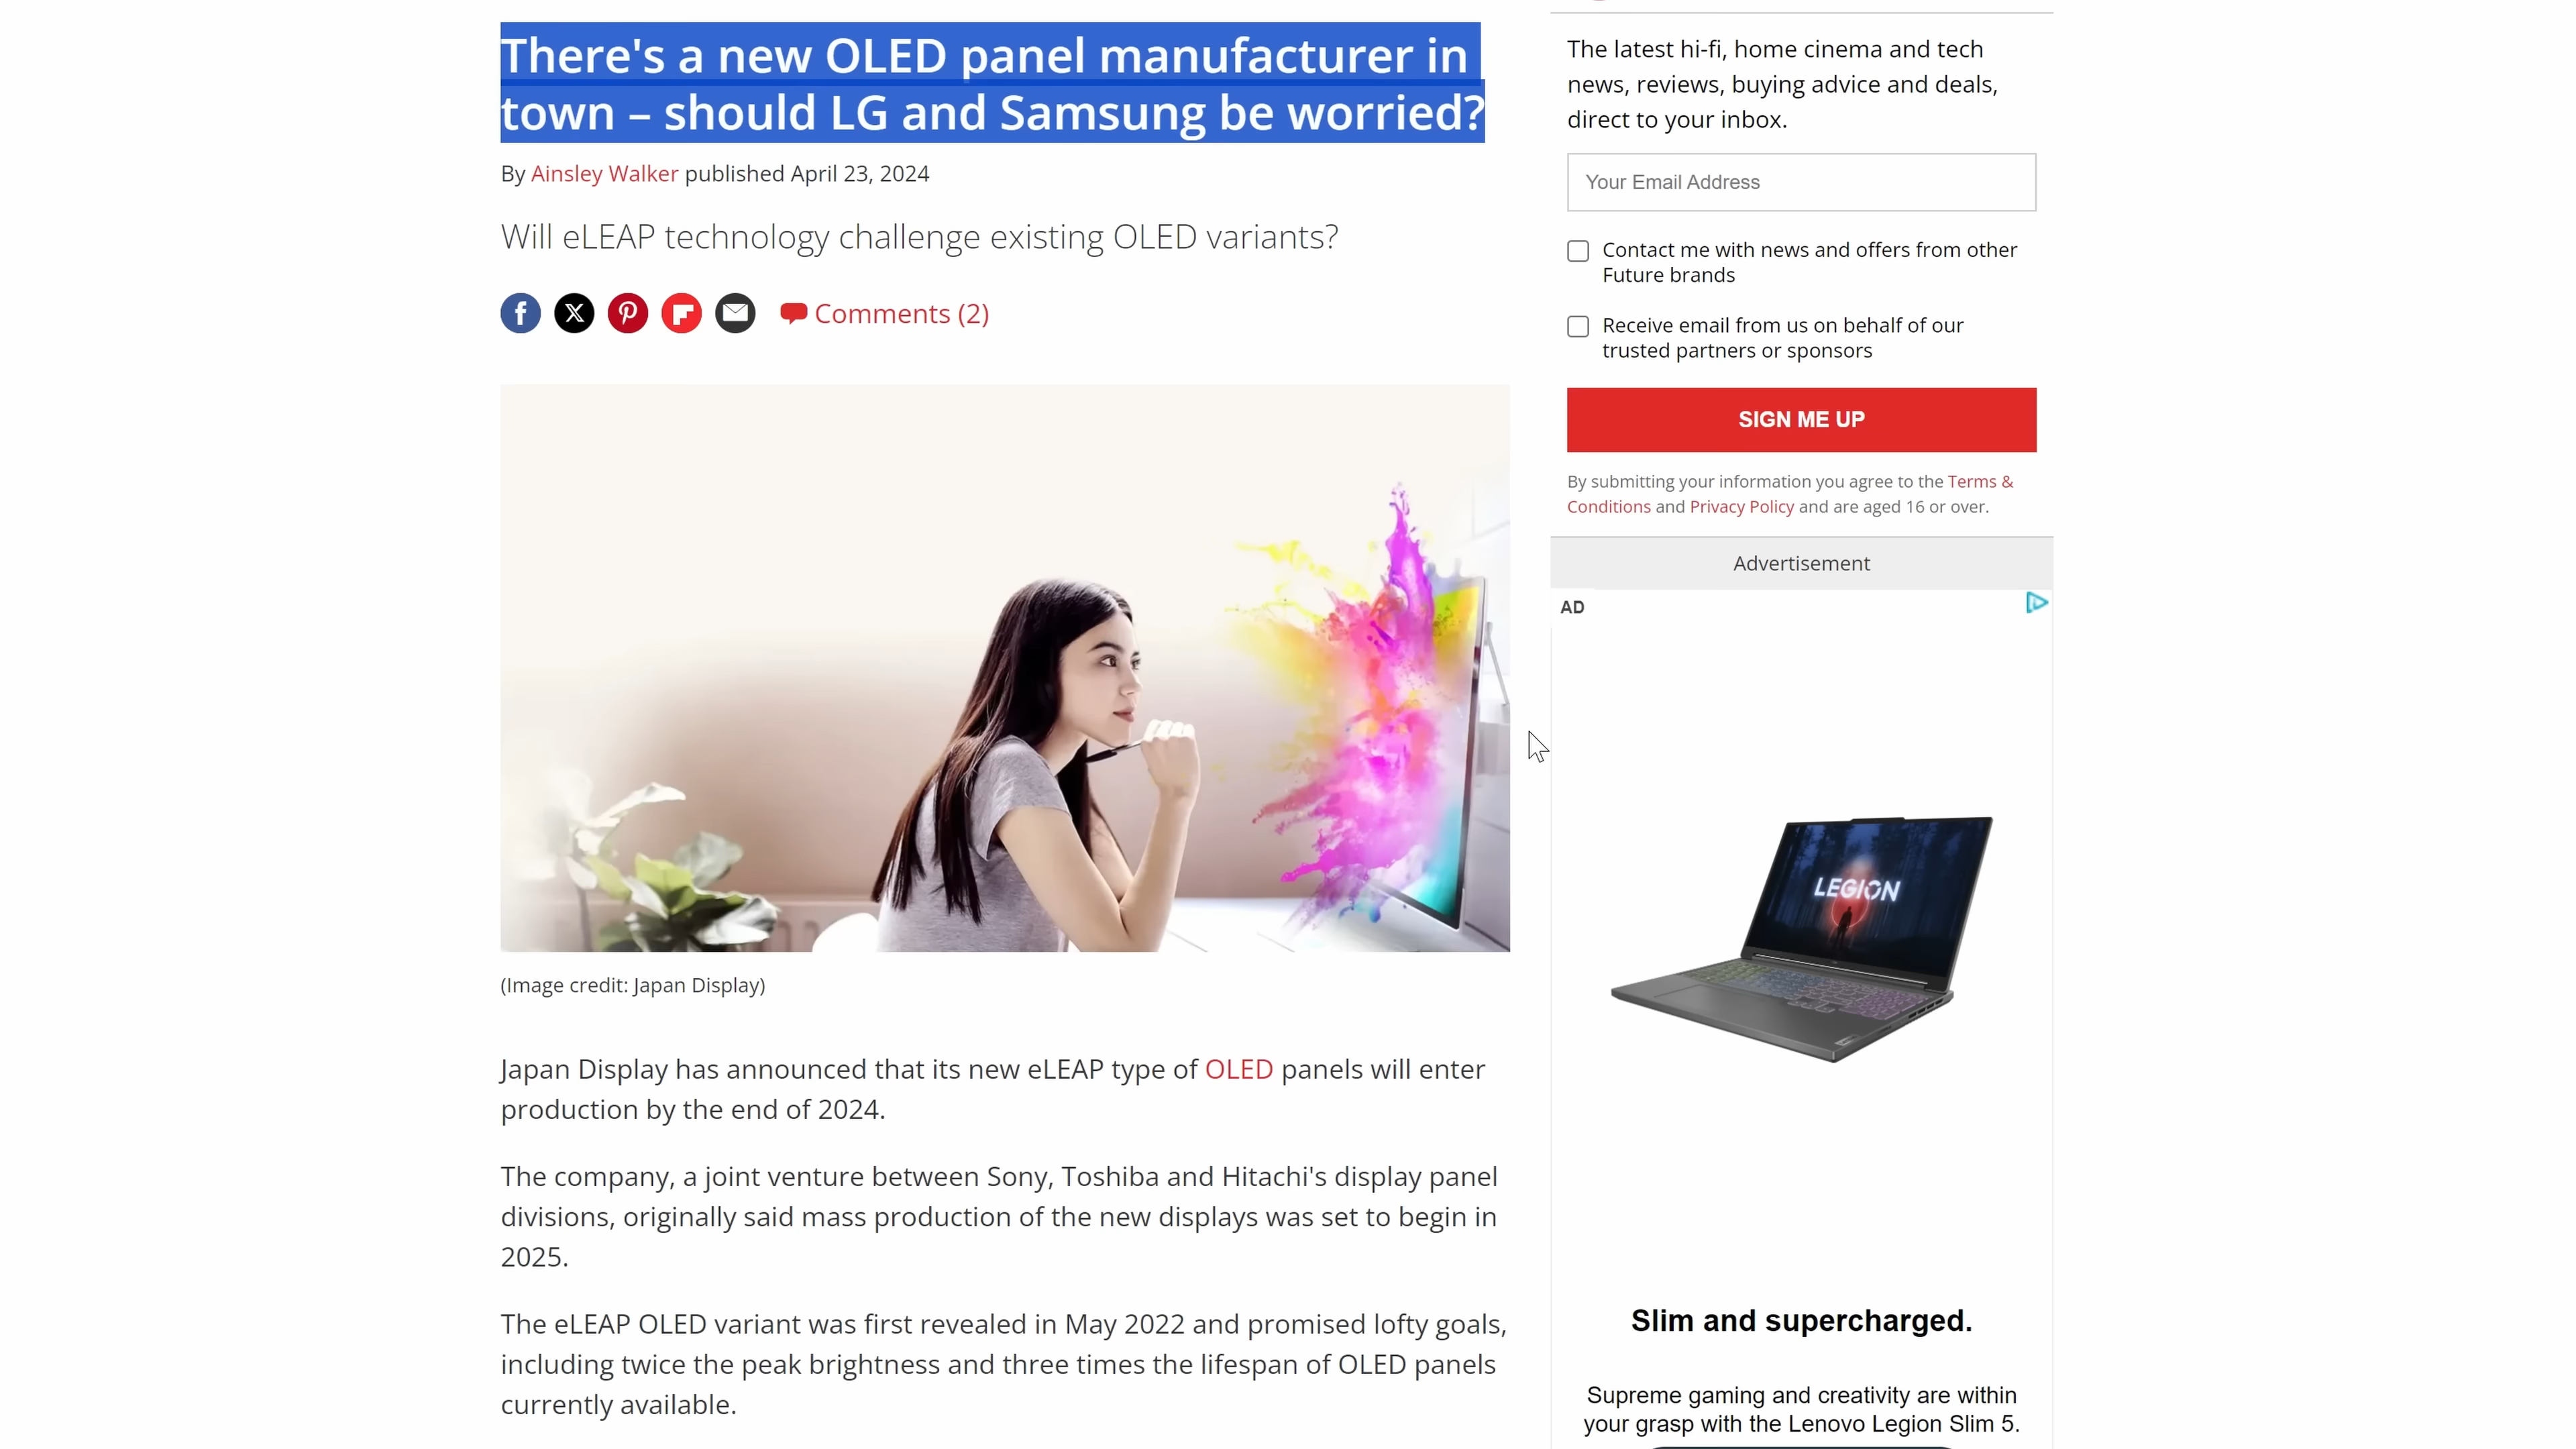 There's a new OLED panel manufacturer in
town – should LG and Samsung be worried?
By Ainsley Walker published April 23, 2024
Will eLEAP technology challenge existing OLED variants?
Comments (2)
(Image credit: Japan Display)
Japan Display has announced that its new eLEAP type of OLED panels will enter
production by the end of 2024.
The company, a joint venture between Sony, Toshiba and Hitachi's display panel
divisions, originally said mass production of the new displays was set to begin in
2025.
The eLEAP OLED variant was first revealed in May 2022 and promised lofty goals,
including twice the peak brightness and three times the lifespan of OLED panels
currently available.
The latest hi-fi, home cinema and tech
news, reviews, buying advice and deals,
direct to your inbox.
Your Email Address
Contact me with news and offers from other
Future brands
Receive email from us on behalf of our
trusted partners or sponsors
SIGN ME UP
By submitting your information you agree to the Terms &
Conditions and Privacy Policy and are aged 16 or over.
Advertisement
AD
LEGION
Slim and supercharged.
Supreme gaming and creativity are within
your grasp with the Lenovo Legion Slim 5.